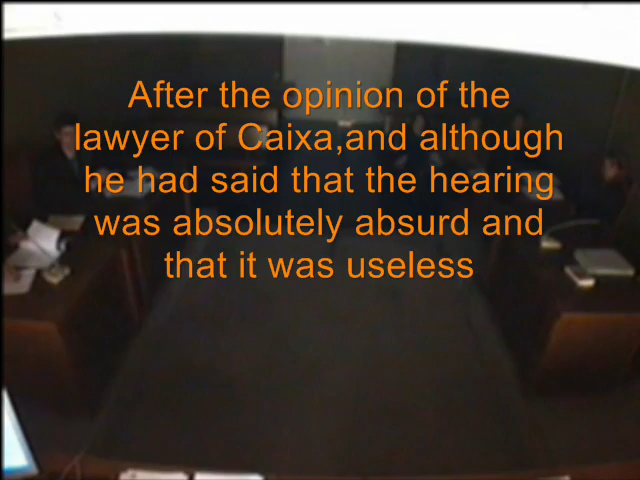 After the opinion of the
lawyer of Caixa,and although
he had said that the hearing
was absolutely absurd and
that it was useless